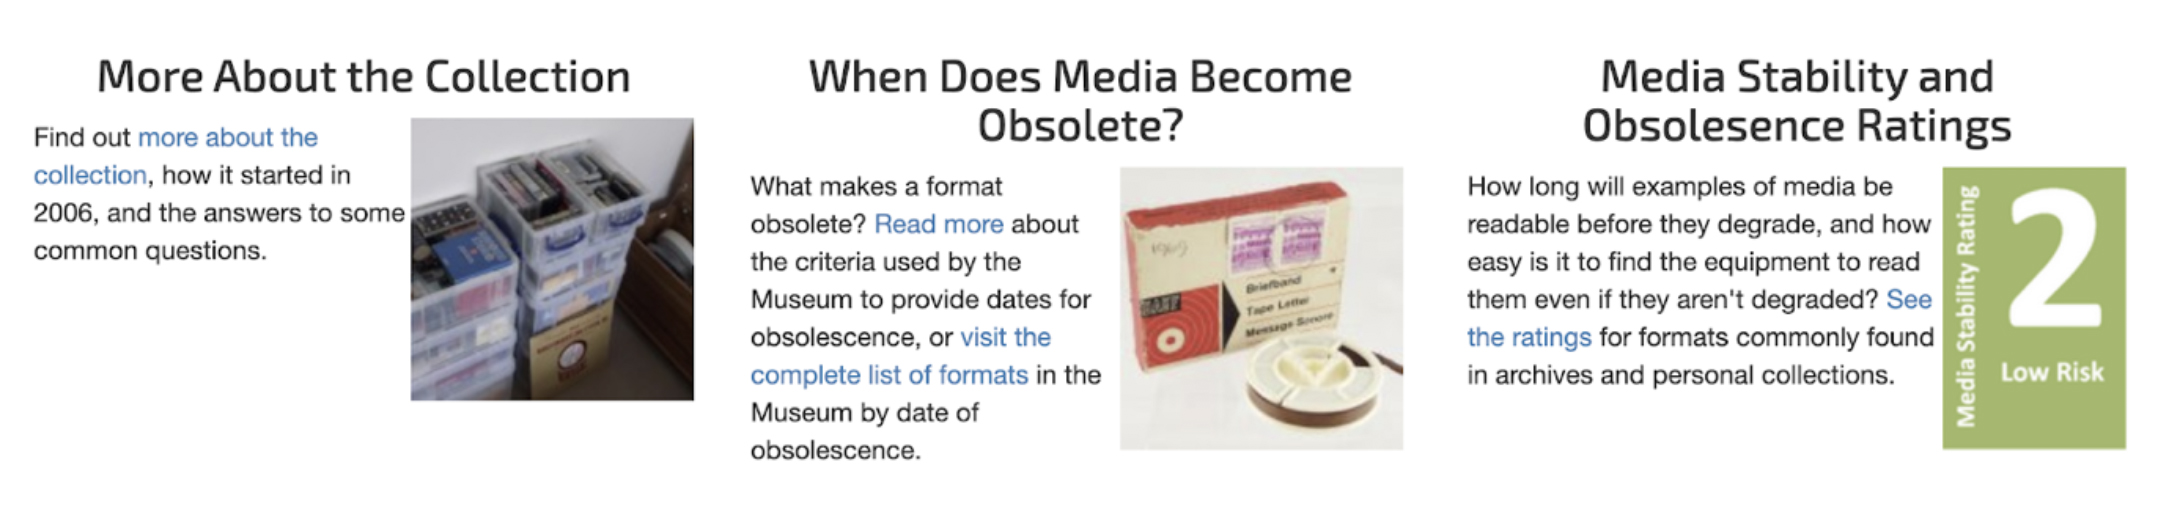 More About the Collection
Find out more about the
collection, how it started in
2006, and the answers to some
common questions.
When Does Media Become
Obsolete?
What makes a format
obsolete? Read more about
the criteria used by the
Museum to provide dates for
obsolescence, or visit the
complete list of formats in the
Museum by date of
obsolescence.
1969
Briefband
Tape Letter
Message Sonore
Media Stability and
Obsolesence Ratings
How long will examples of media be
readable before they degrade, and how
easy is it to find the equipment to read
them even if they aren't degraded? See
the ratings for formats commonly found
in archives and personal collections.
Media Stability Rating
2
Low Risk